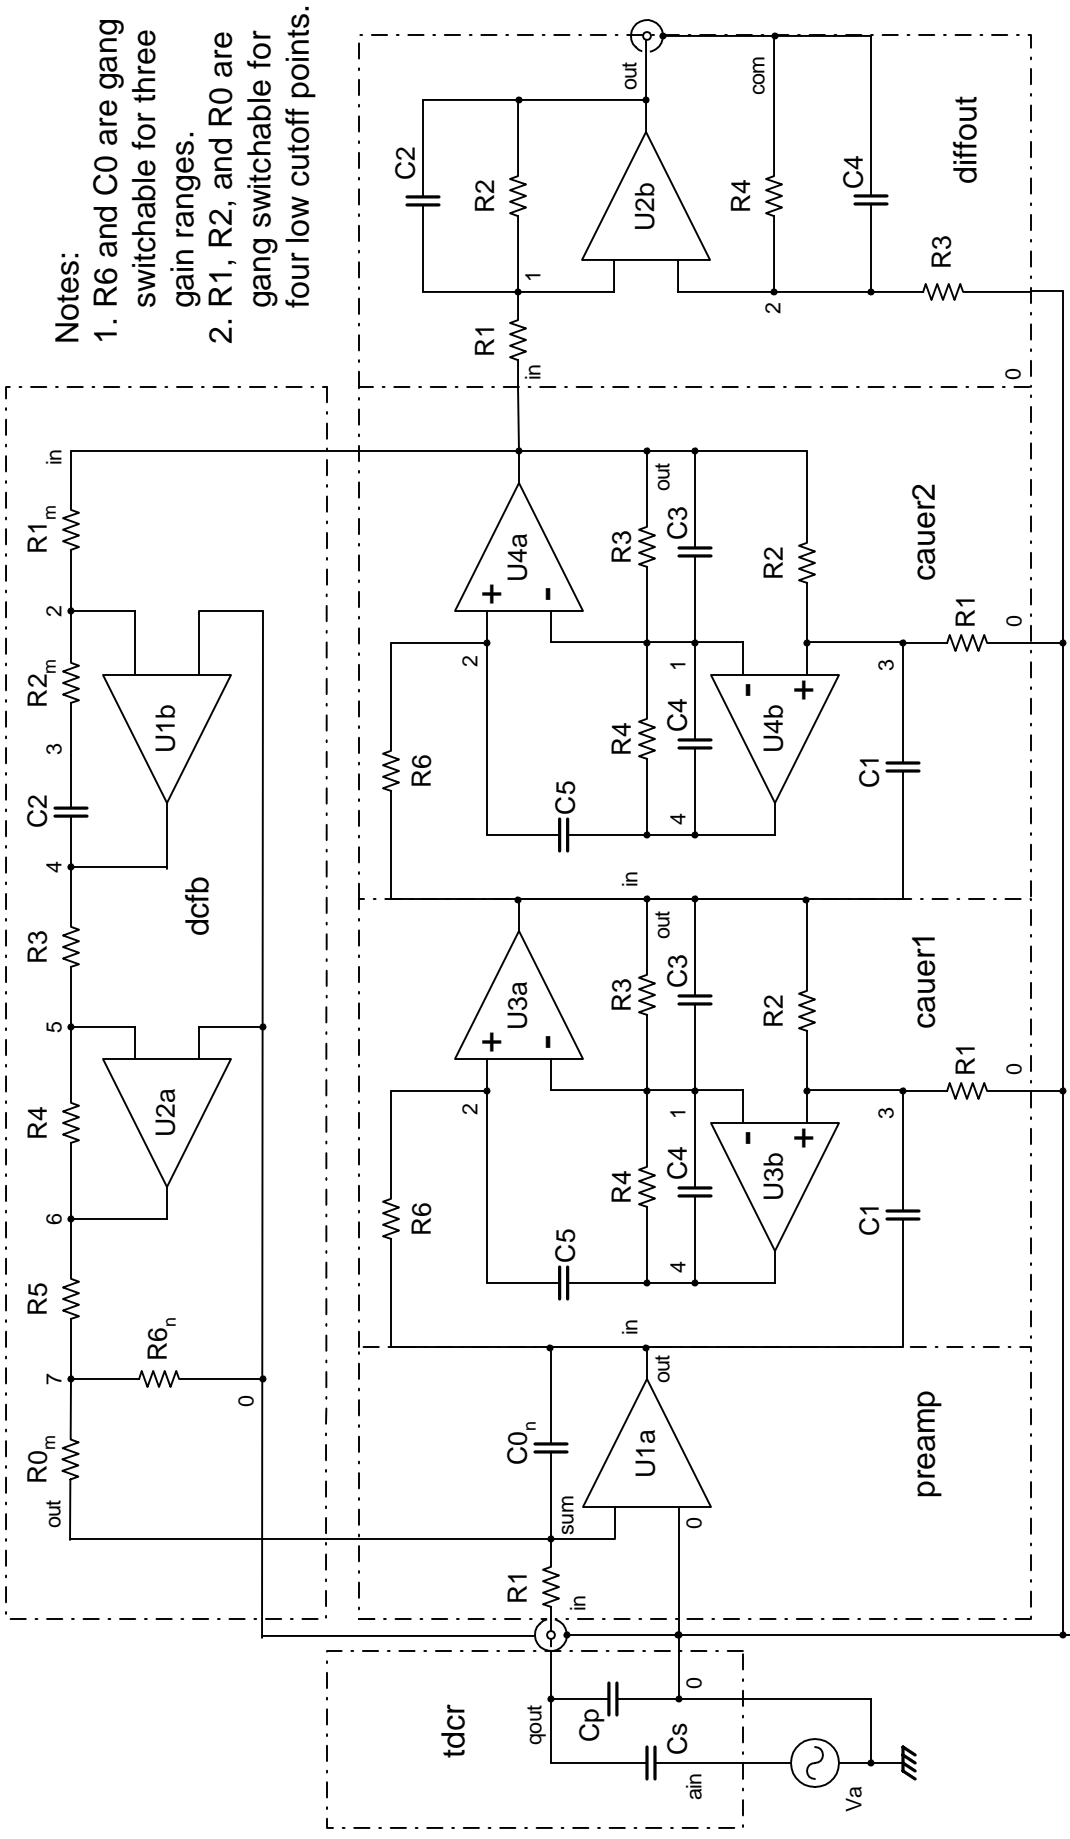 Notes:
1. R6 and C0 are gang
switchable for three
gain ranges.
2. R1, R2, and R0 are
gang switchable for
four low cutoff points.
out
R0m
7
R5
6
R4
5
R3
4
C2
3
R2m
2
R1m
in
R6n
0
U2a
U1b
dcfb
tdcr
qout
Cp
Cs
ain
0
Va
in
R1
sum
C0n
U1a
0
out
preamp
in
R6
2
C5
+
-
U3a
4
R4
C4
1
R3
C3
out
-
+
U3b
R2
C1
3
R1
0
cauer1
in
R6
2
C5
+
-
U4a
4
R4
C4
1
R3
C3
out
-
+
U4b
R2
C1
3
R1
0
cauer2
in
R1
1
C2
R2
U2b
out
2
R4
com
C4
R3
0
diffout